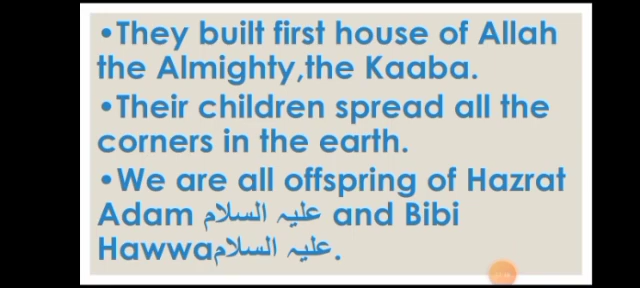 •They built first house of Allah
the Almighty,the Kaaba.
•Their children spread all the
corners in the earth.
•We are all offspring of Hazrat
Adam علیہ السلام and Bibi
Hawwaعلیہ السلام.